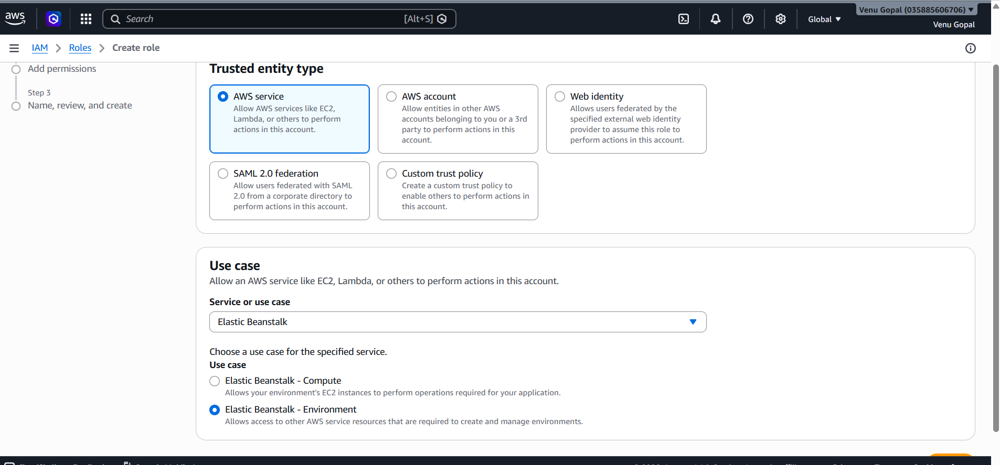 aws
Search
[Alt+S]
Global
Venu Gopal (035885606706)
Venu Gopal
IAM
Roles
Create role
Add permissions
Step 3
Name, review, and create
Trusted entity type
AWS service
Allow AWS services like EC2,
Lambda, or others to perform
actions in this account.
AWS account
Allow entities in other AWS
accounts belonging to you or a 3rd
party to perform actions in this
account.
Web identity
Allows users federated by the
specified external web identity
provider to assume this role to
perform actions in this account.
SAML 2.0 federation
Allow users federated with SAML
2.0 from a corporate directory to
perform actions in this account.
Custom trust policy
Create a custom trust policy to
enable others to perform actions in
this account.
Use case
Allow an AWS service like EC2, Lambda, or others to perform actions in this account.
Service or use case
Elastic Beanstalk
Choose a use case for the specified service.
Use case
Elastic Beanstalk - Compute
Allows your environment's EC2 instances to perform operations required for your application.
Elastic Beanstalk - Environment
Allows access to other AWS service resources that are required to create and manage environments.